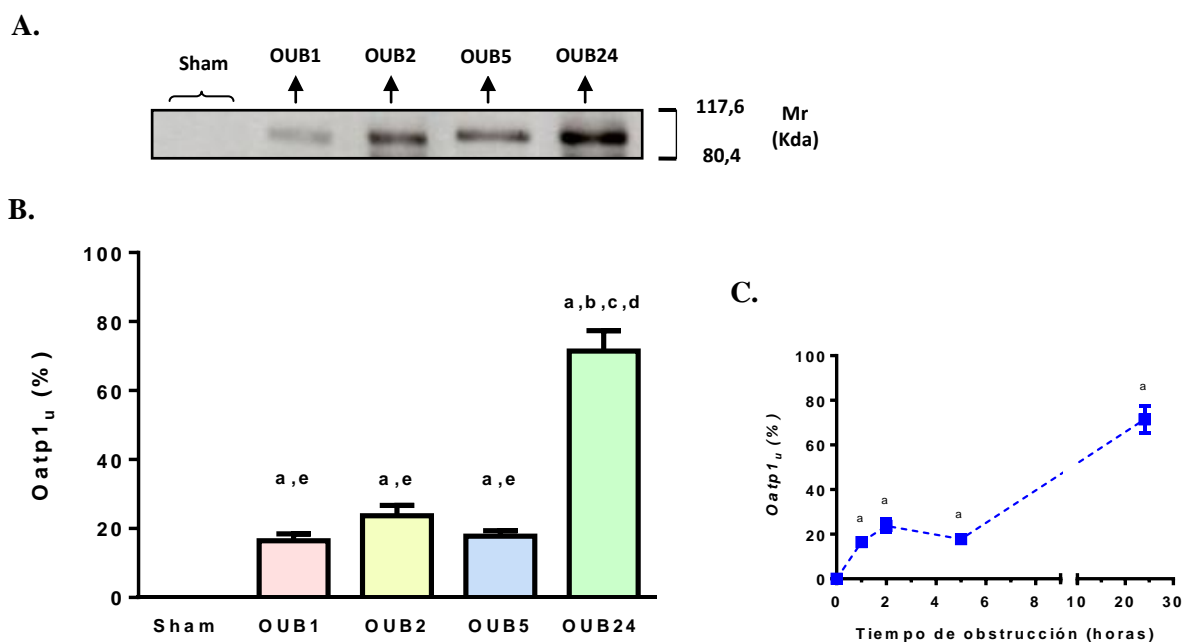 A.
Sham OUB1 OUB2 OUB5 OUB24
117,6
80,4
Mr
(Kda)
B.
Oatp1u (%)
100
80
60
40
20
0
a,e
a,e
a,e
a,b,c,d
Sham OUB1 OUB2 OUB5 OUB24
C.
Oatp1u (%)
100
80
60
40
20
0
a
a
a
a
0 2 4 6 8 10 20 30
Tiempo de obstrucción (horas)